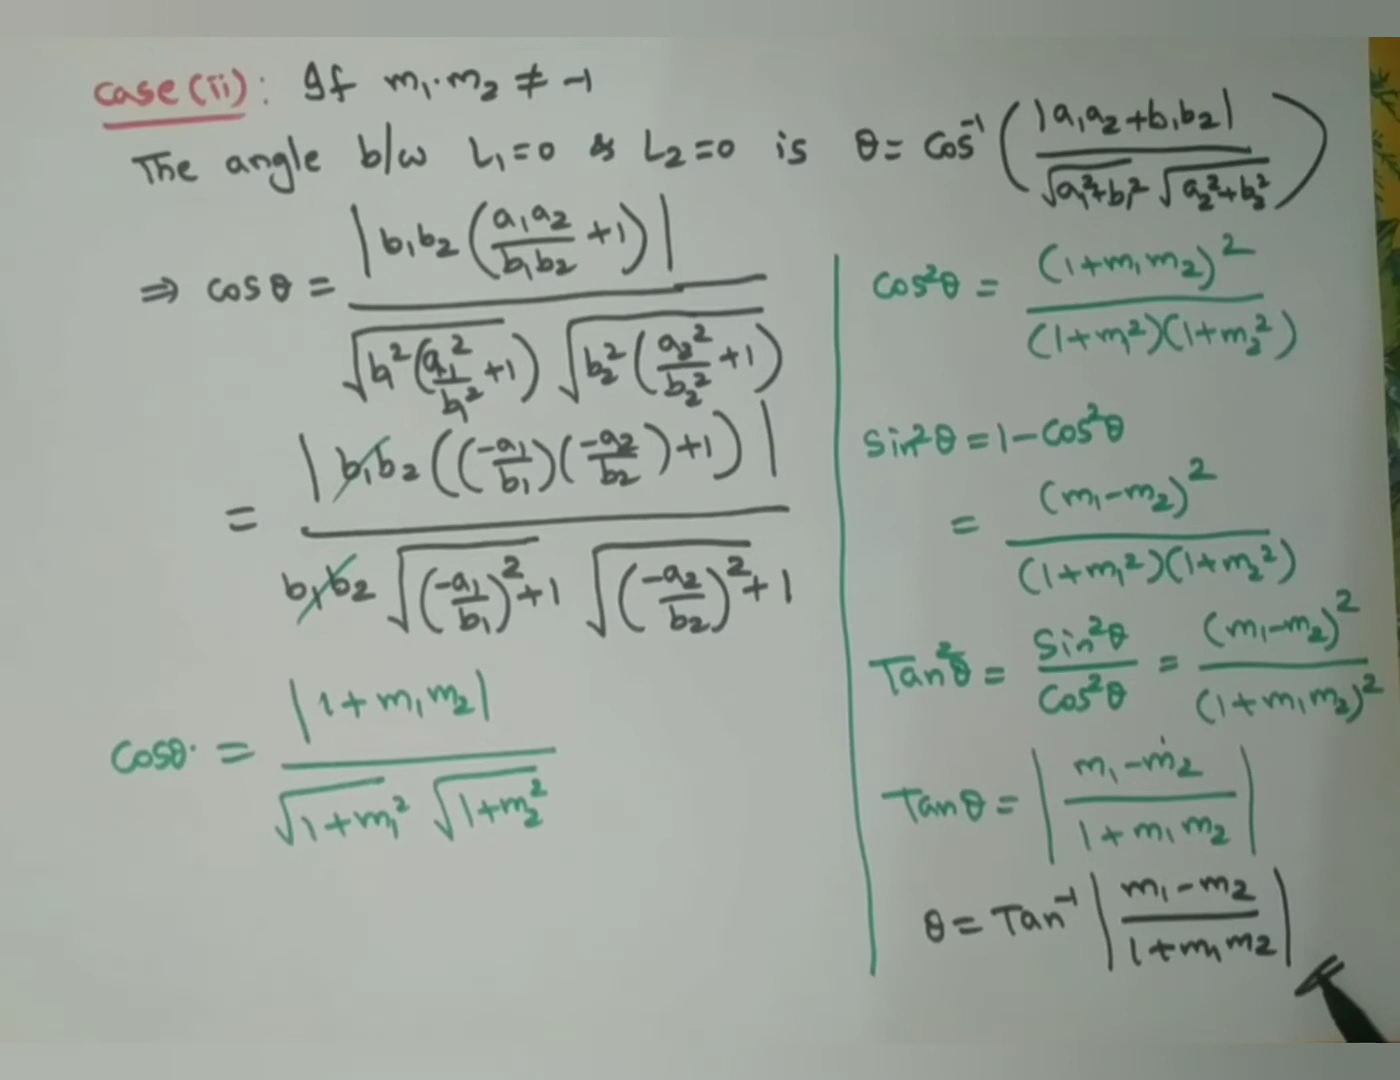 case(ii): If m₁·m₂ ≠ -1
The angle b/w L₁=0 & L₂=0 is θ = Cos⁻¹(|a₁a₂+b₁b₂| / √a₁²+b₁² √a₂²+b₂²)
⇒ cosθ = |b₁b₂(a₁a₂/b₁b₂ +1)| / √b₁²(a₁²/b₁² +1) √b₂²(a₂²/b₂² +1)
= |b₁b₂((-a₁/b₁)(-a₂/b₂)+1)| / b₁b₂ √(-a₁/b₁)²+1 √(-a₂/b₂)²+1
Cosθ = |1+m₁m₂| / √1+m₁² √1+m₂²
Cos²θ = (1+m₁m₂)² / (1+m₁²)(1+m₂²)
Sin²θ = 1-Cos²θ
= (m₁-m₂)² / (1+m₁²)(1+m₂²)
Tan²θ = Sin²θ / Cos²θ = (m₁-m₂)² / (1+m₁m₂)²
Tanθ = |m₁-m₂ / 1+m₁m₂|
θ = Tan⁻¹|m₁-m₂ / 1+m₁m₂|